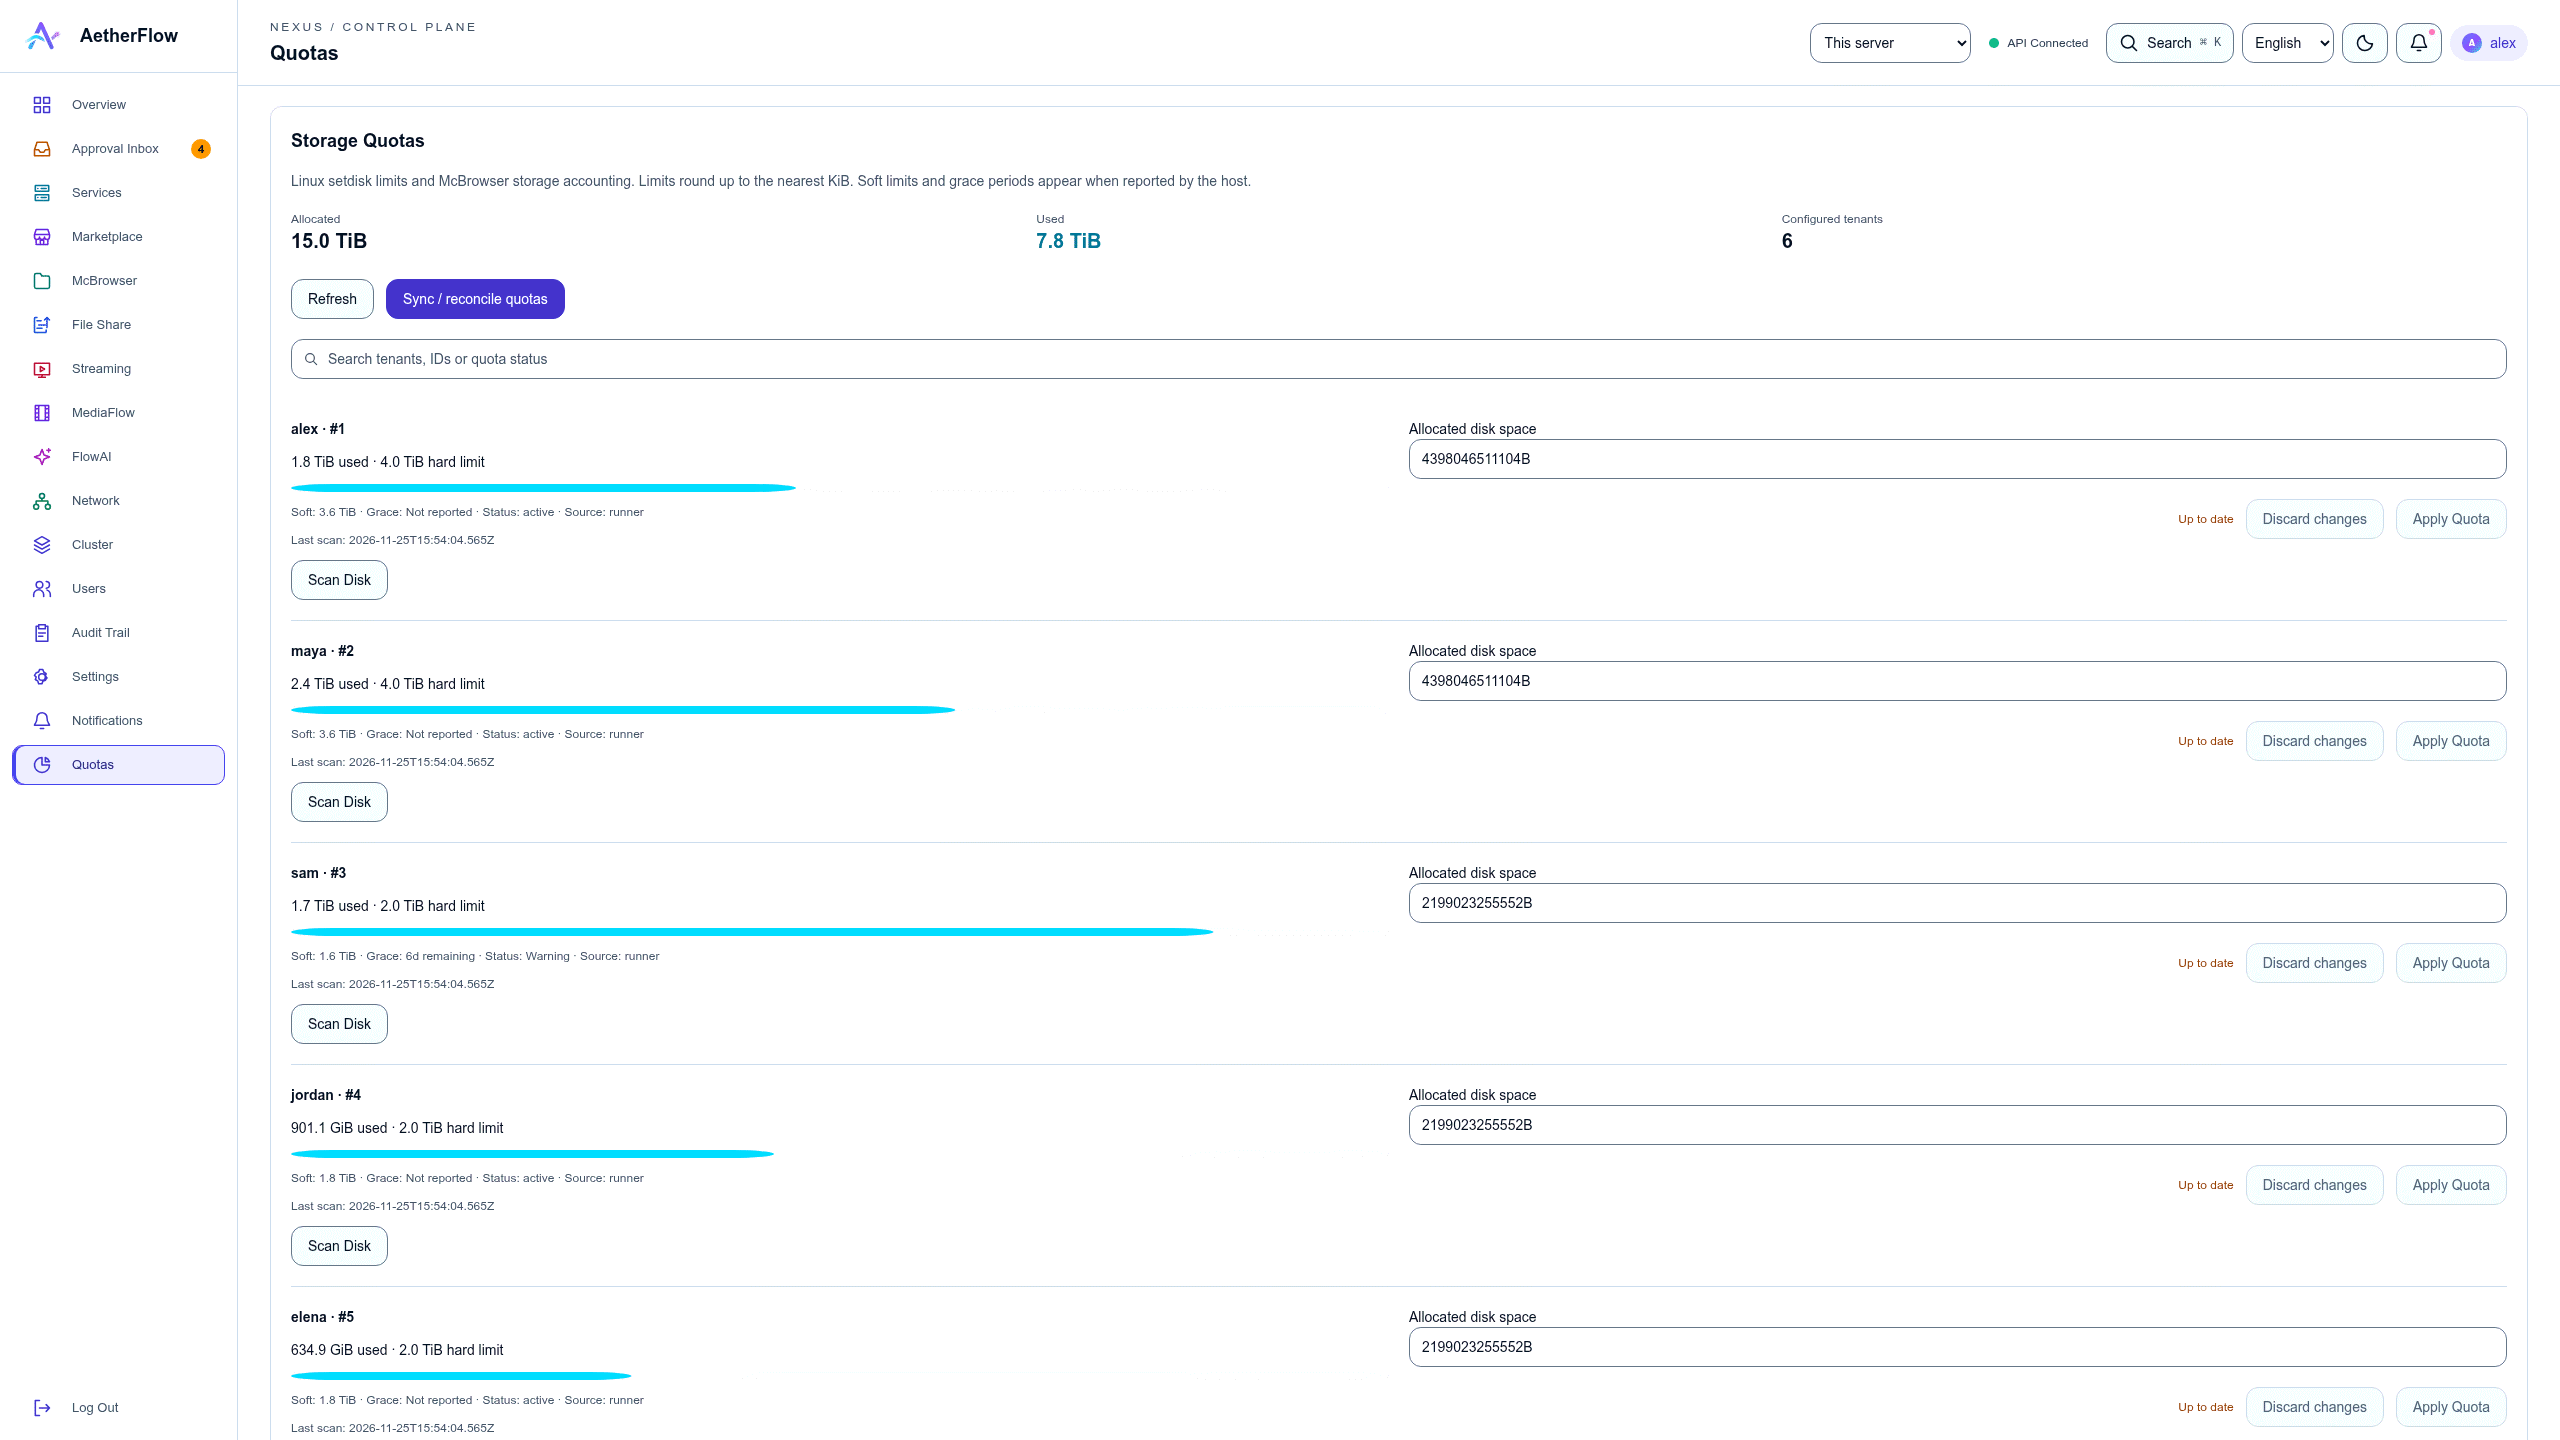 AetherFlow
Overview
Approval Inbox 4
Services
Marketplace
McBrowser
File Share
Streaming
MediaFlow
FlowAI
Network
Cluster
Users
Audit Trail
Settings
Notifications
Quotas
Log Out
NEXUS / CONTROL PLANE
Quotas
This server
API Connected
Search ⌘ K
English
A alex
Storage Quotas
Linux setdisk limits and McBrowser storage accounting. Limits round up to the nearest KiB. Soft limits and grace periods appear when reported by the host.
Allocated
15.0 TiB
Used
7.8 TiB
Configured tenants
6
Refresh
Sync / reconcile quotas
Search tenants, IDs or quota status
alex · #1
1.8 TiB used · 4.0 TiB hard limit
Soft: 3.6 TiB · Grace: Not reported · Status: active · Source: runner
Last scan: 2026-11-25T15:54:04.565Z
Scan Disk
Allocated disk space
4398046511104B
Up to date
Discard changes
Apply Quota
maya · #2
2.4 TiB used · 4.0 TiB hard limit
Soft: 3.6 TiB · Grace: Not reported · Status: active · Source: runner
Last scan: 2026-11-25T15:54:04.565Z
Scan Disk
Allocated disk space
4398046511104B
Up to date
Discard changes
Apply Quota
sam · #3
1.7 TiB used · 2.0 TiB hard limit
Soft: 1.6 TiB · Grace: 6d remaining · Status: Warning · Source: runner
Last scan: 2026-11-25T15:54:04.565Z
Scan Disk
Allocated disk space
2199023255552B
Up to date
Discard changes
Apply Quota
jordan · #4
901.1 GiB used · 2.0 TiB hard limit
Soft: 1.8 TiB · Grace: Not reported · Status: active · Source: runner
Last scan: 2026-11-25T15:54:04.565Z
Scan Disk
Allocated disk space
2199023255552B
Up to date
Discard changes
Apply Quota
elena · #5
634.9 GiB used · 2.0 TiB hard limit
Soft: 1.8 TiB · Grace: Not reported · Status: active · Source: runner
Last scan: 2026-11-25T15:54:04.565Z
Allocated disk space
2199023255552B
Up to date
Discard changes
Apply Quota